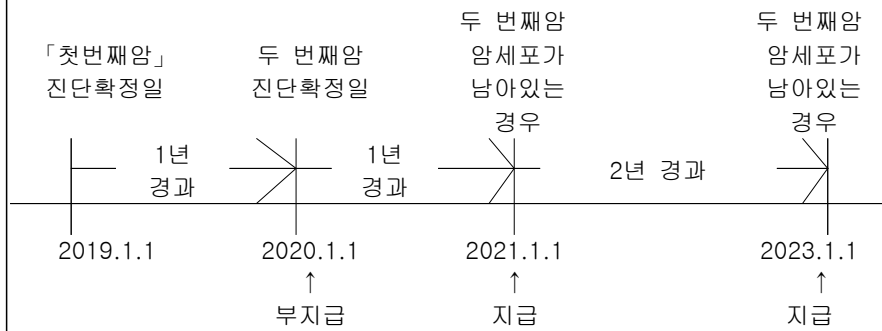 「첫번째암」
진단확정일
두 번째암
진단확정일
두 번째암
암세포가
남아있는
경우
두 번째암
암세포가
남아있는
경우
1년
경과
1년
경과
2년 경과
2019.1.1
2020.1.1
2021.1.1
2023.1.1
↑
↑
↑
부지급
지급
지급